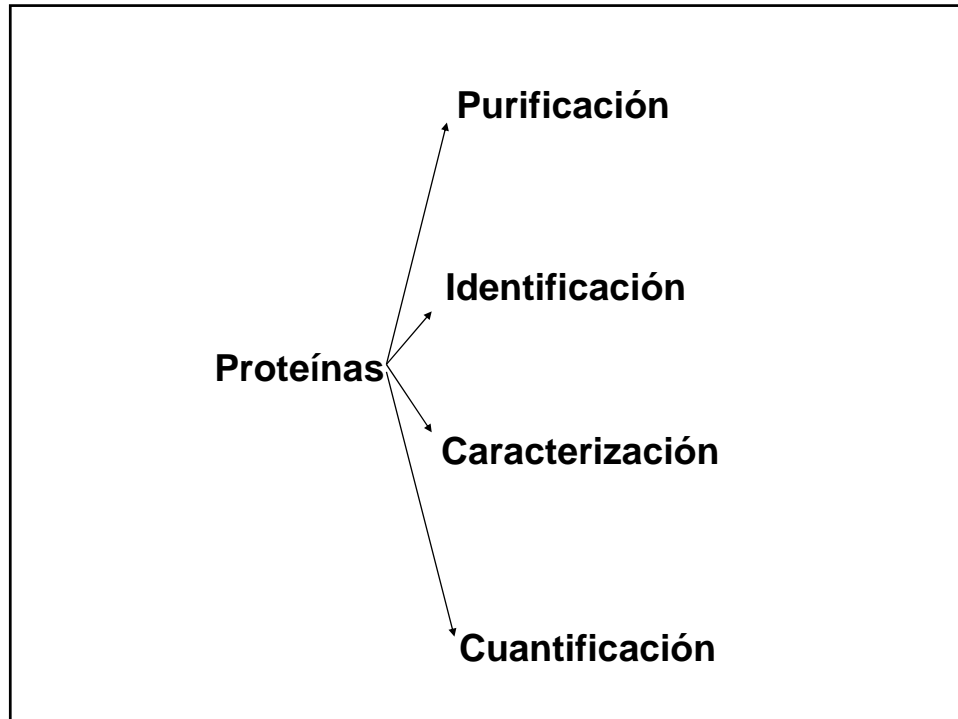 Purificación
Identificación
Proteínas
Caracterización
Cuantificación